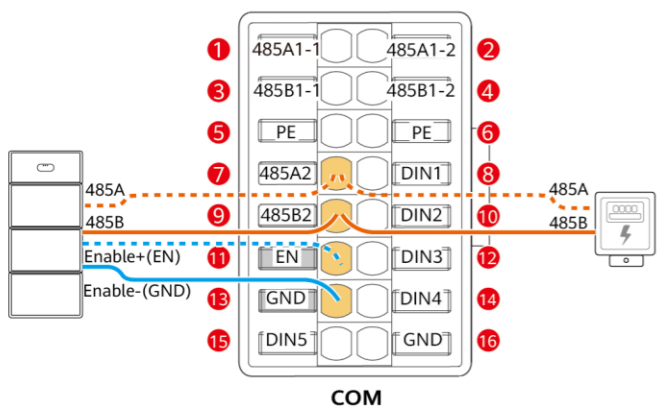 1 485A1-1 485A1-2 2
3 485B1-1 485B1-2 4
5 PE PE 6
7 485A2 DIN1 8
485A 485A
9 485B2 DIN2 10
485B 485B
Enable+(EN) 11 EN DIN3 12
Enable-(GND) 13 GND DIN4 14
15 DIN5 GND 16
COM